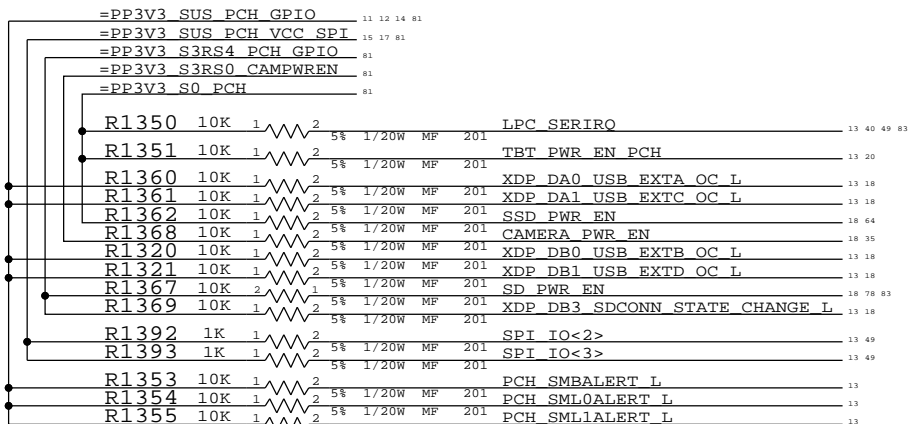 =PP3V3_SUS_PCH_GPIO 11 12 14 81
=PP3V3_SUS_PCH_VCC_SPI 15 17 81
=PP3V3_S3RS4_PCH_GPIO 81
=PP3V3_S3RS0_CAMPWREN 81
=PP3V3_S0_PCH 81
R1350 10K 1 2 5% 1/20W MF 201 LPC_SERIRQ 13 40 49 83
R1351 10K 1 2 5% 1/20W MF 201 TBT_PWR_EN_PCH 13 20
R1360 10K 1 2 5% 1/20W MF 201 XDP_DA0_USB_EXTA_OC_L 13 18
R1361 10K 1 2 5% 1/20W MF 201 XDP_DA1_USB_EXTC_OC_L 13 18
R1362 10K 1 2 5% 1/20W MF 201 SSD_PWR_EN 18 64
R1368 10K 1 2 5% 1/20W MF 201 CAMERA_PWR_EN 18 35
R1320 10K 1 2 5% 1/20W MF 201 XDP_DB0_USB_EXTB_OC_L 13 18
R1321 10K 1 2 5% 1/20W MF 201 XDP_DB1_USB_EXTD_OC_L 13 18
R1367 10K 2 1 5% 1/20W MF 201 SD_PWR_EN 18 78 83
R1369 10K 1 2 5% 1/20W MF 201 XDP_DB3_SDCONN_STATE_CHANGE_L 13 18
R1392 1K 1 2 5% 1/20W MF 201 SPI_IO<2> 13 49
R1393 1K 1 2 5% 1/20W MF 201 SPI_IO<3> 13 49
R1353 10K 1 2 5% 1/20W MF 201 PCH_SMBALERT_L 13
R1354 10K 1 2 5% 1/20W MF 201 PCH_SML0ALERT_L 13
R1355 10K 1 2 PCH_SML1ALERT_L 13